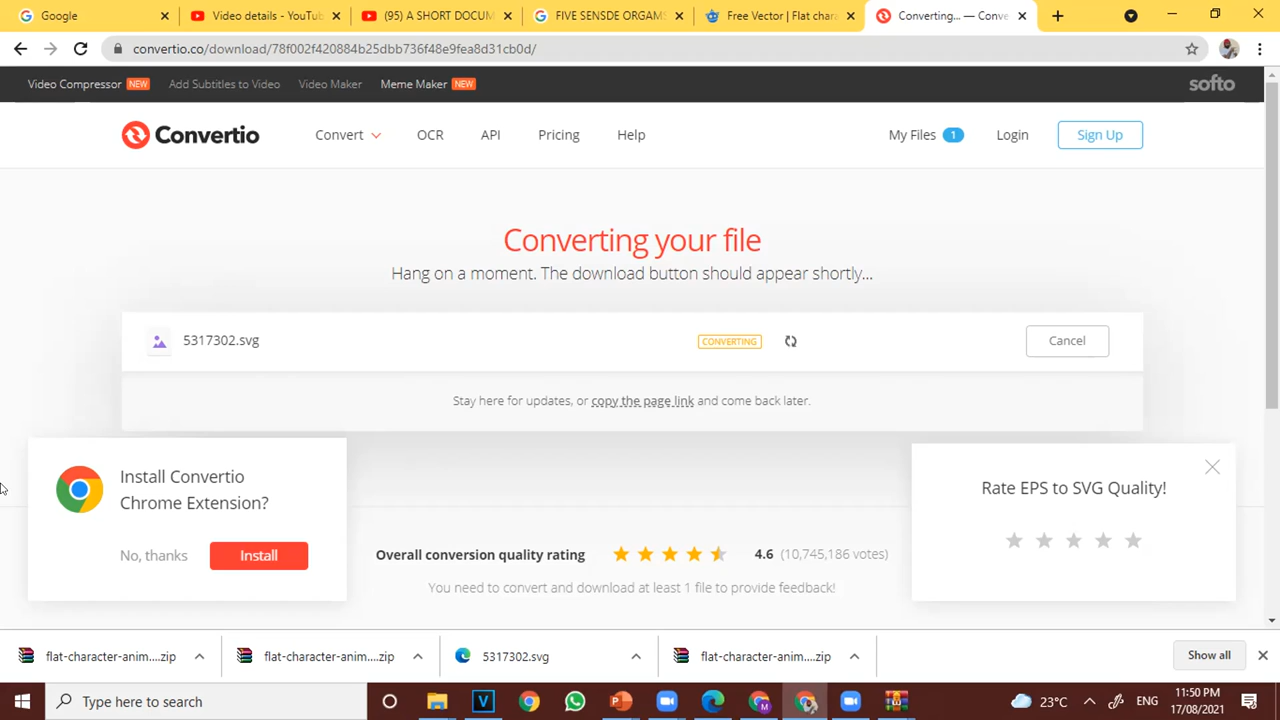 Google
Video details - YouTub
(95) A SHORT DOCUM
FIVE SENSDE ORGAMS
Free Vector | Flat chara
Converting... — Conve
convertio.co/download/78f002f420884b25dbb736f48e9fea8d31cb0d/
Video Compressor NEW Add Subtitles to Video Video Maker Meme Maker NEW softo
Convertio Convert OCR API Pricing Help My Files 1 Login Sign Up
Converting your file
Hang on a moment. The download button should appear shortly...
5317302.svg CONVERTING Cancel
Stay here for updates, or copy the page link and come back later.
Install Convertio
Chrome Extension?
No, thanks Install
Rate EPS to SVG Quality!
Overall conversion quality rating 4.6 (10,745,186 votes)
You need to convert and download at least 1 file to provide feedback!
flat-character-anim....zip flat-character-anim....zip 5317302.svg flat-character-anim....zip Show all
Type here to search 23°C ENG 11:50 PM
17/08/2021